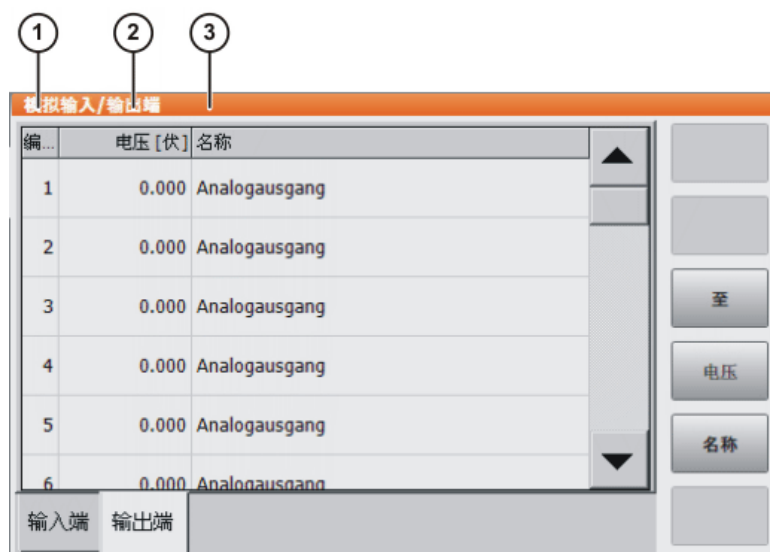 1 2 3
模拟输入/输出端
编... 电压 [伏] 名称
1 0.000 Analogausgang
2 0.000 Analogausgang
3 0.000 Analogausgang
4 0.000 Analogausgang
5 0.000 Analogausgang
6 0.000 Analogausgang
至
电压
名称
输入端 输出端